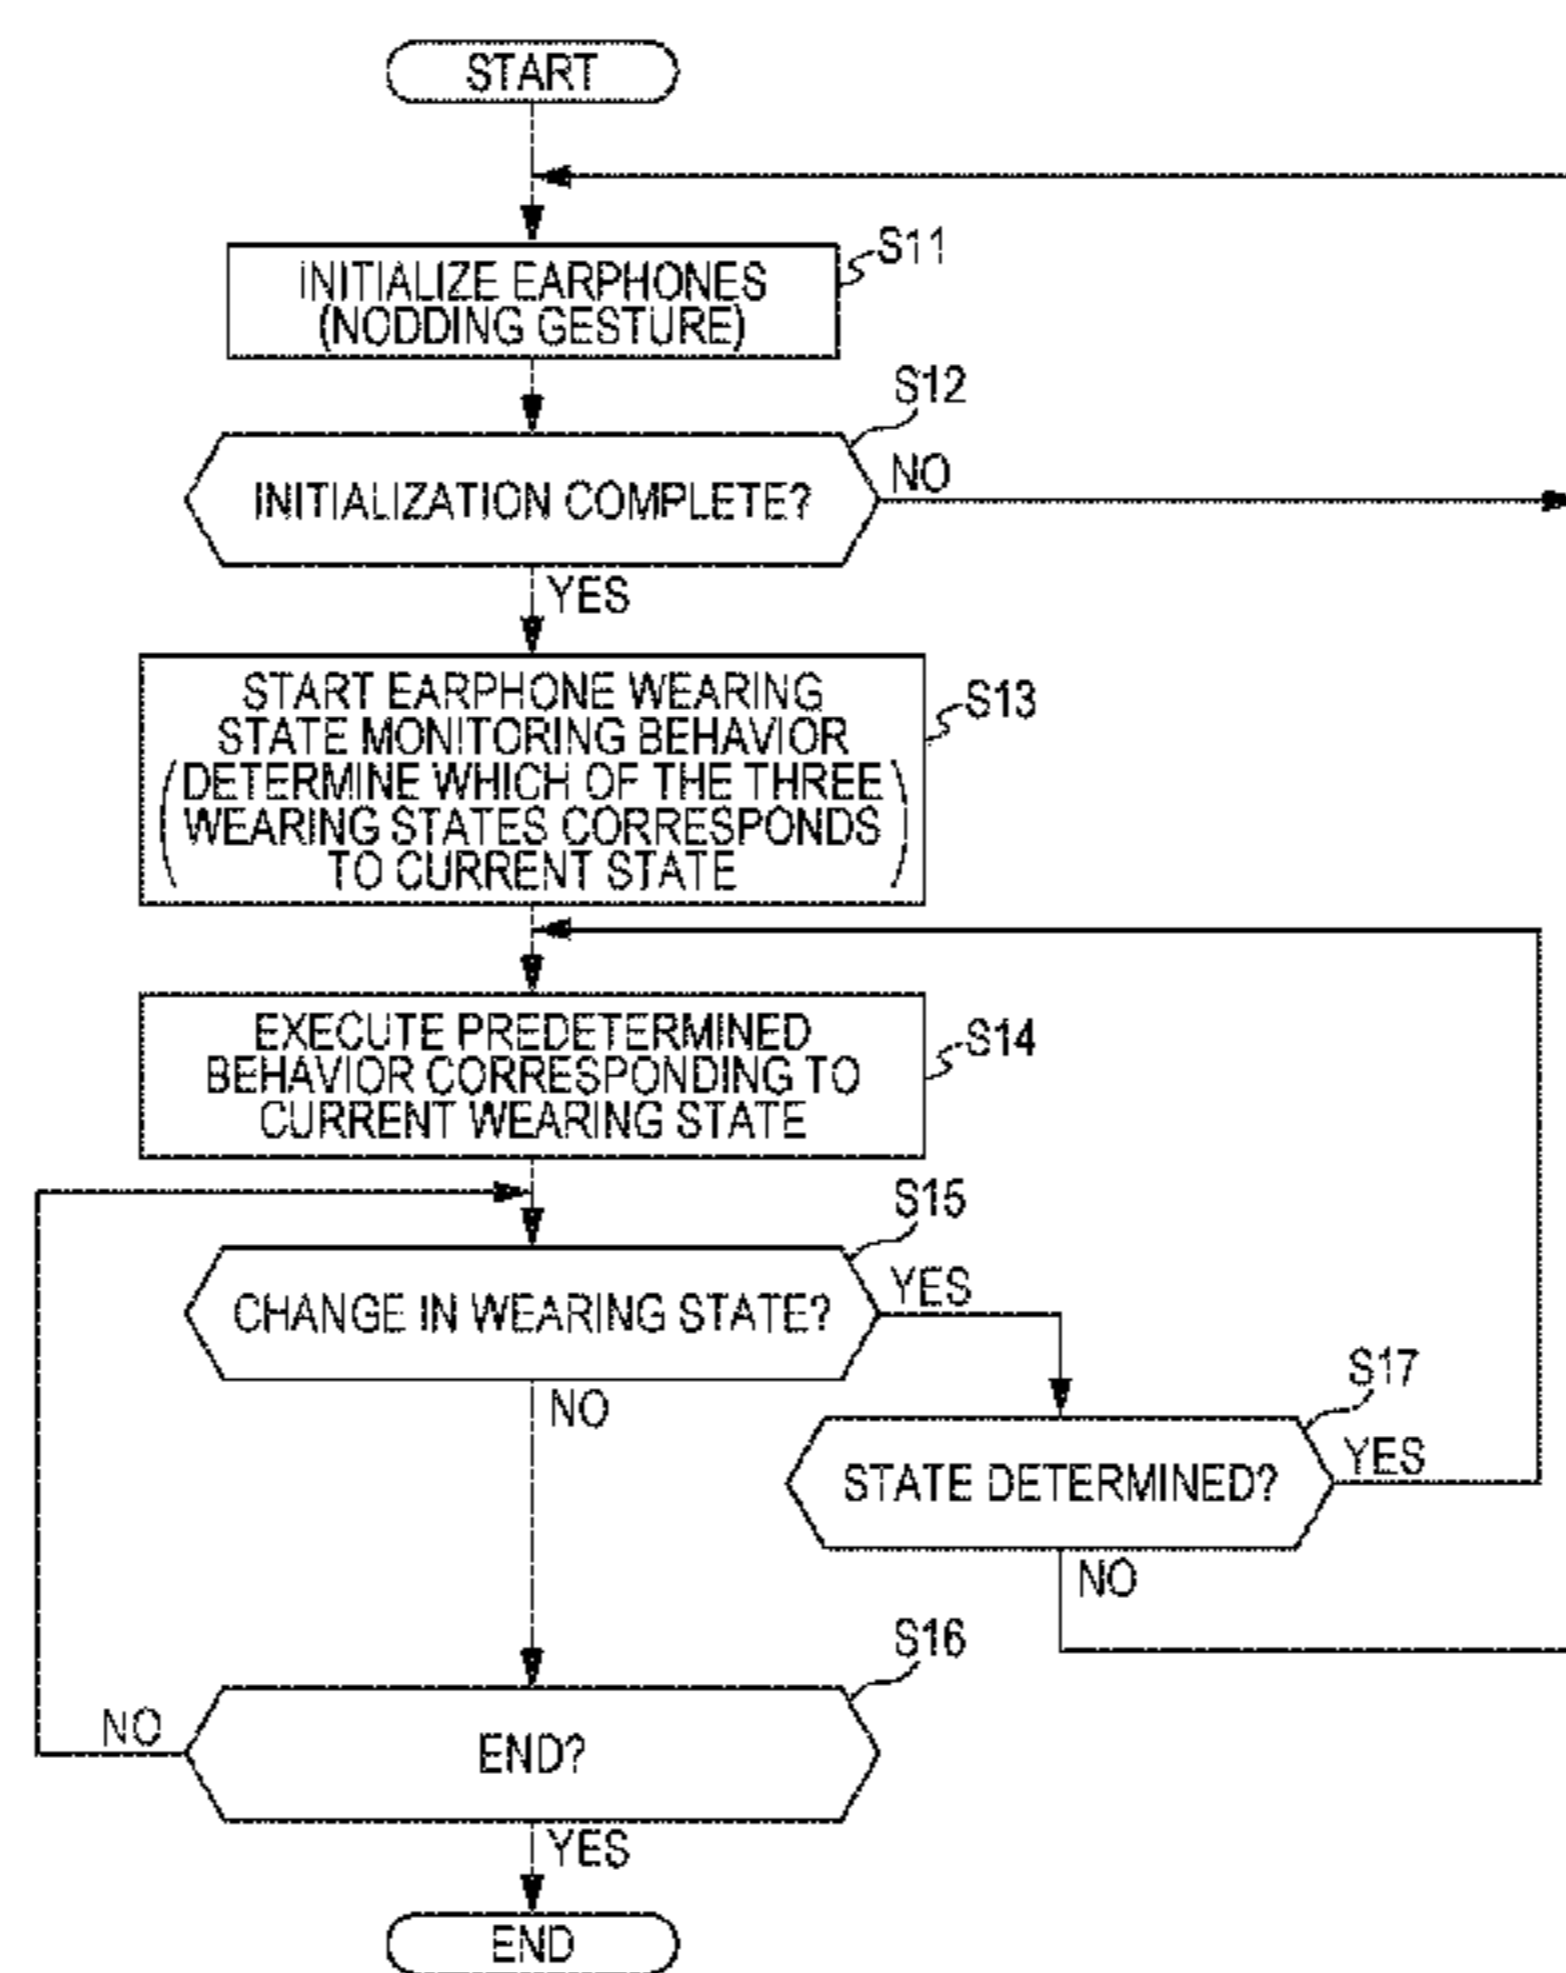 START
S11
INITIALIZE EARPHONES
(NODDING GESTURE)
S12
INITIALIZATION COMPLETE?
NO
YES
S13
START EARPHONE WEARING
STATE MONITORING BEHAVIOR
(DETERMINE WHICH OF THE THREE
WEARING STATES CORRESPONDS
TO CURRENT STATE)
S14
EXECUTE PREDETERMINED
BEHAVIOR CORRESPONDING TO
CURRENT WEARING STATE
S15
CHANGE IN WEARING STATE?
YES
NO
S17
STATE DETERMINED?
YES
NO
S16
END?
NO
YES
END